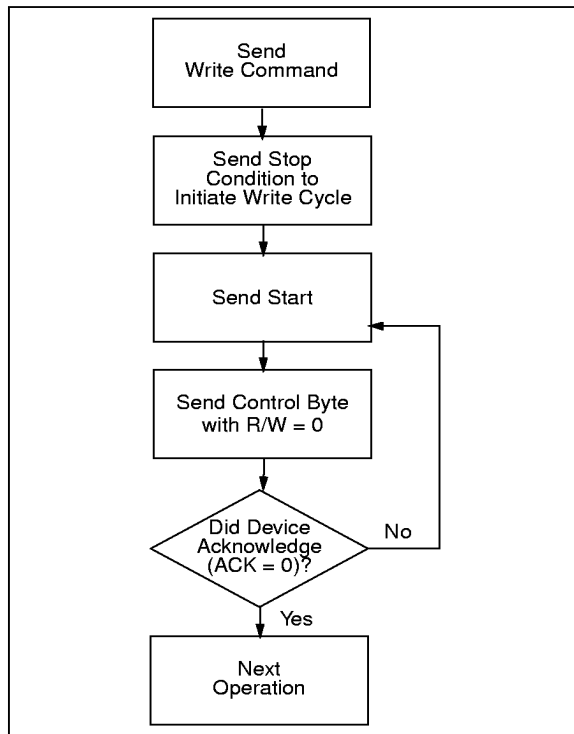 Send
Write Command
Send Stop
Condition to
Initiate Write Cycle
Send Start
Send Control Byte
with R/W = 0
Did Device
Acknowledge
(ACK = 0)?
No
Yes
Next
Operation